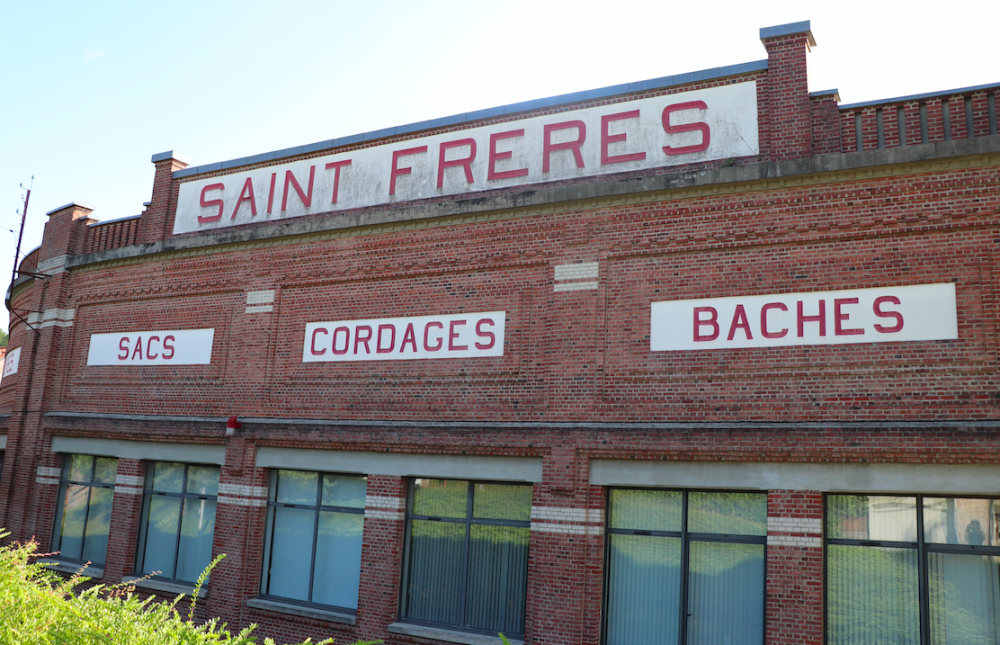 SAINT FRERES
SACS
CORDAGES
BACHES